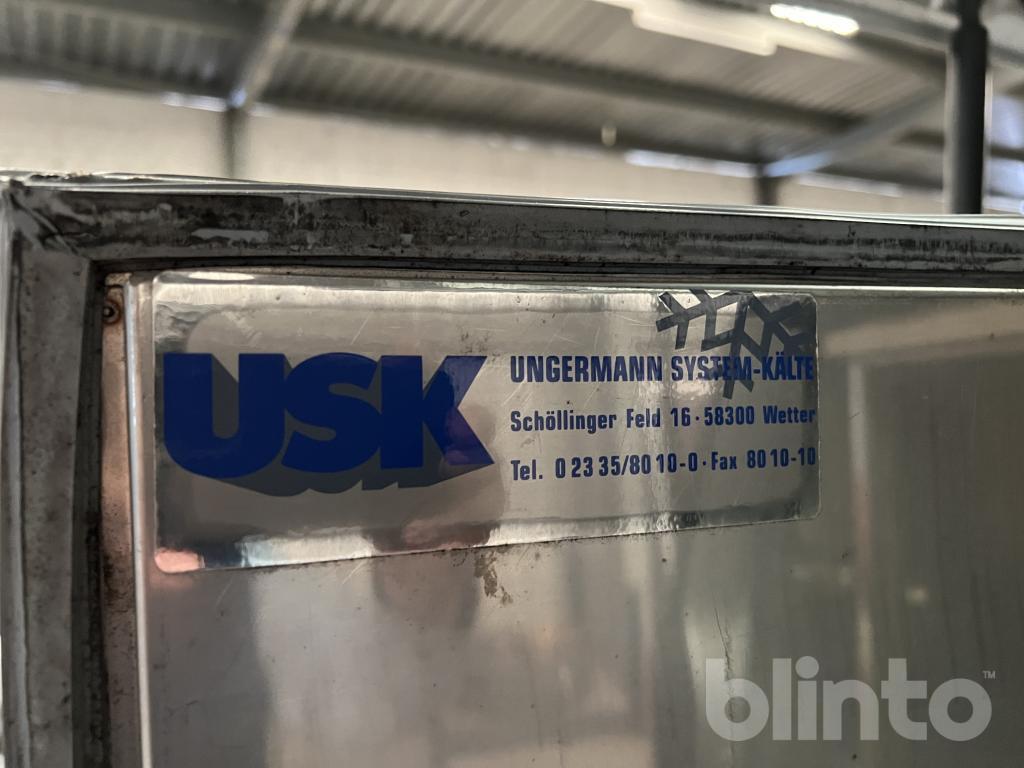 USK
UNGERMANN SYSTEM-KÄLTE
Schöllinger Feld 16 · 58300 Wetter
Tel. 0 23 35/80 10-0 · Fax 80 10-10
blinto™